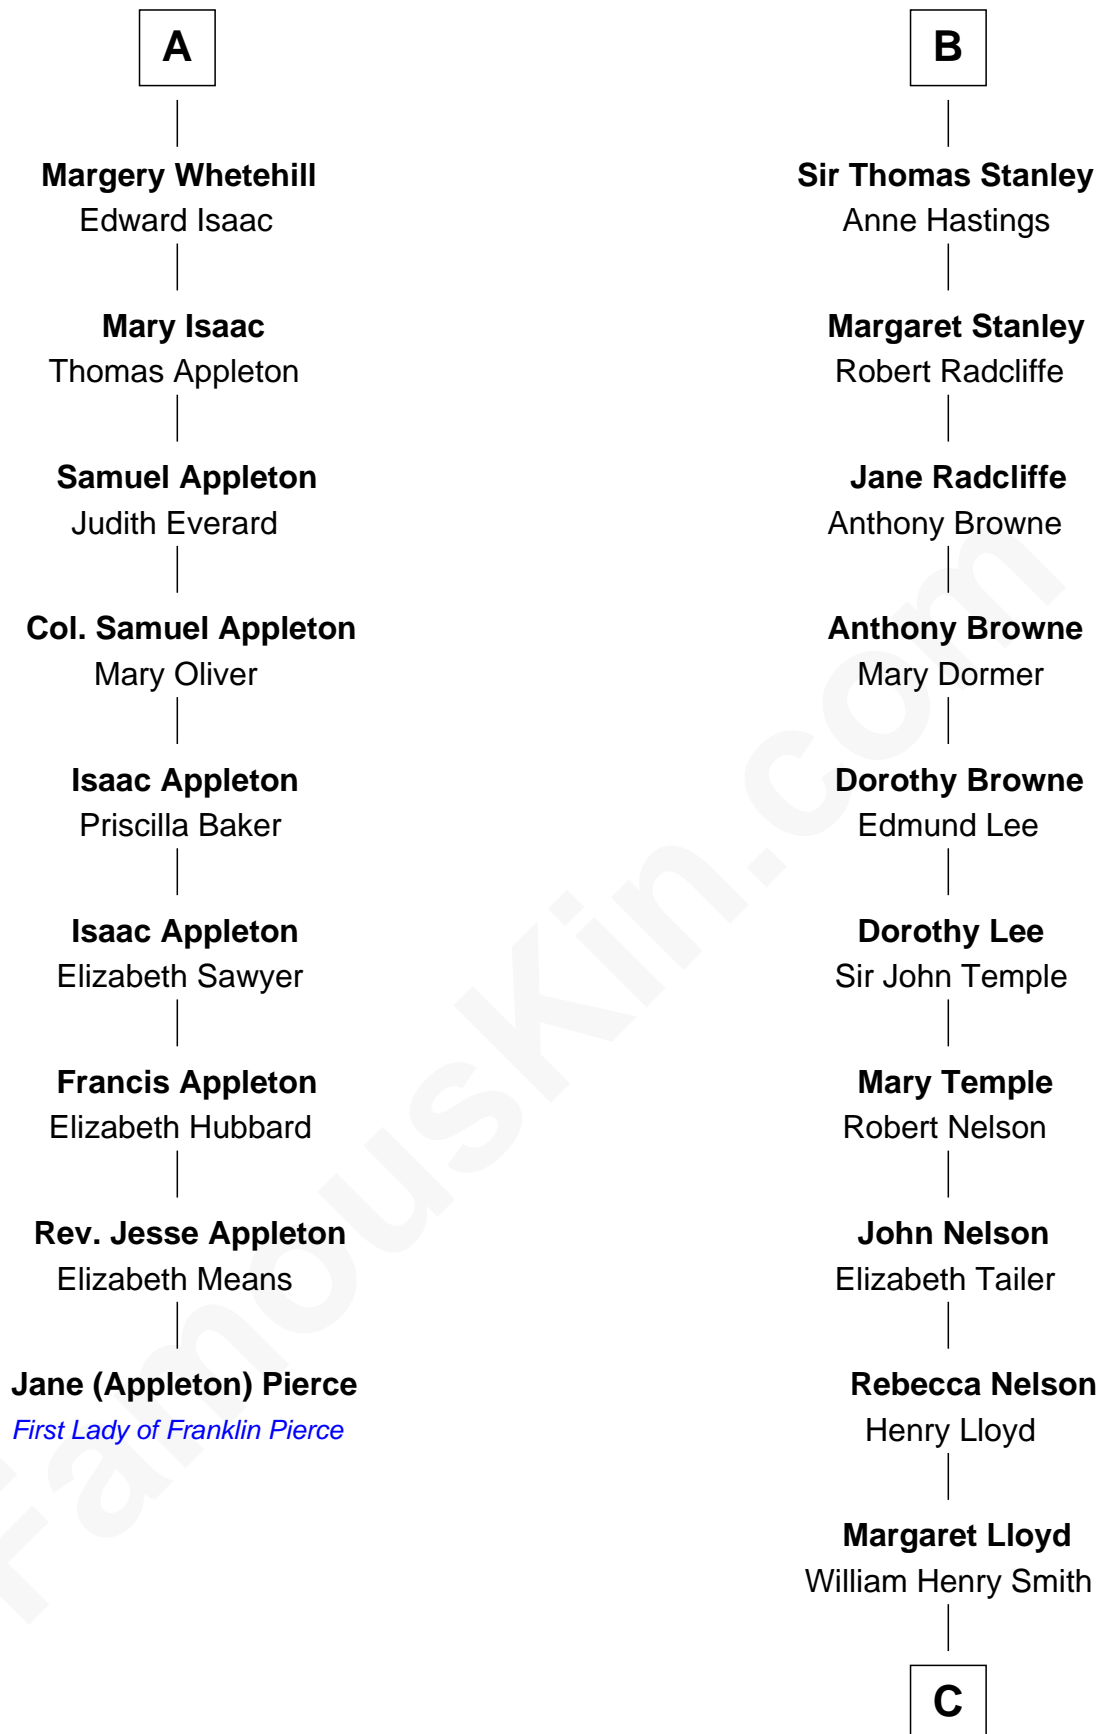 A
Margery Whetehill
Edward Isaac
Mary Isaac
Thomas Appleton
Samuel Appleton
Judith Everard
Col. Samuel Appleton
Mary Oliver
Isaac Appleton
Priscilla Baker
Isaac Appleton
Elizabeth Sawyer
Francis Appleton
Elizabeth Hubbard
Rev. Jesse Appleton
Elizabeth Means
Jane (Appleton) Pierce
First Lady of Franklin Pierce
B
Sir Thomas Stanley
Anne Hastings
Margaret Stanley
Robert Radcliffe
Jane Radcliffe
Anthony Browne
Anthony Browne
Mary Dormer
Dorothy Browne
Edmund Lee
Dorothy Lee
Sir John Temple
Mary Temple
Robert Nelson
John Nelson
Elizabeth Tailer
Rebecca Nelson
Henry Lloyd
Margaret Lloyd
William Henry Smith
C
FamousKin.com